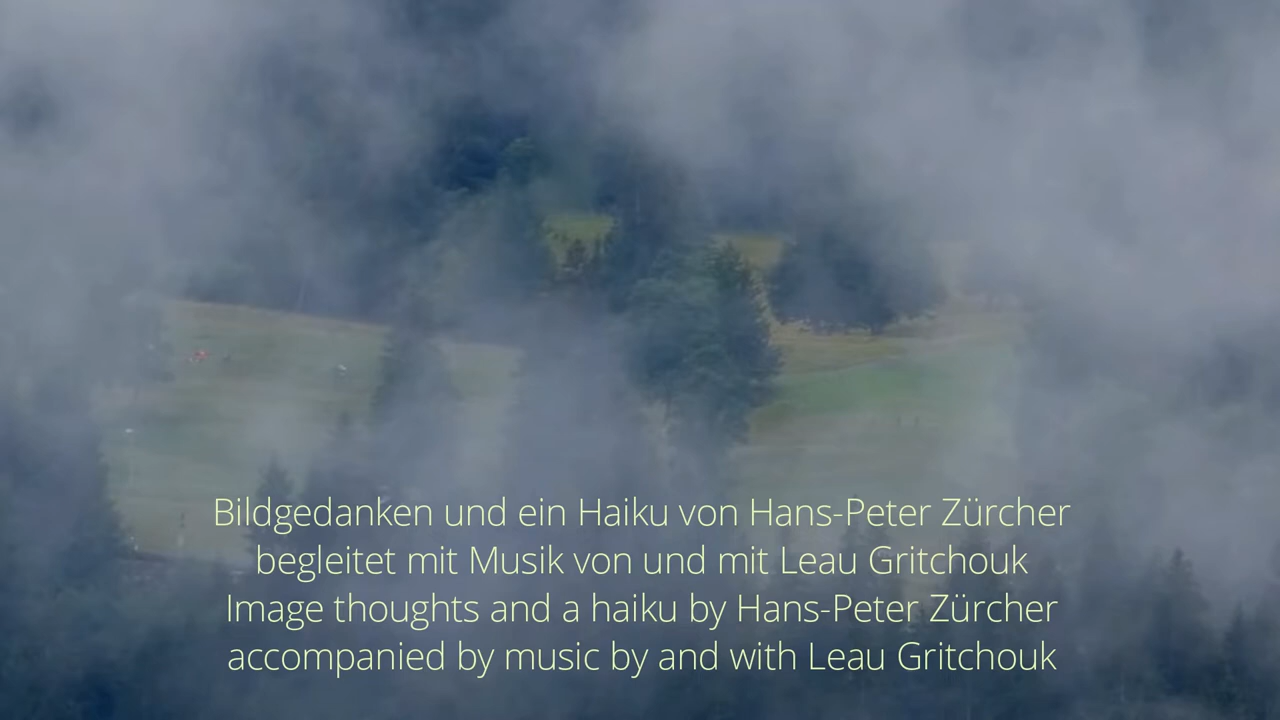 Bildgedanken und ein Haiku von Hans-Peter Zürcher
begleitet mit Musik von und mit Leau Gritchouk
Image thoughts and a haiku by Hans-Peter Zürcher
accompanied by music by and with Leau Gritchouk